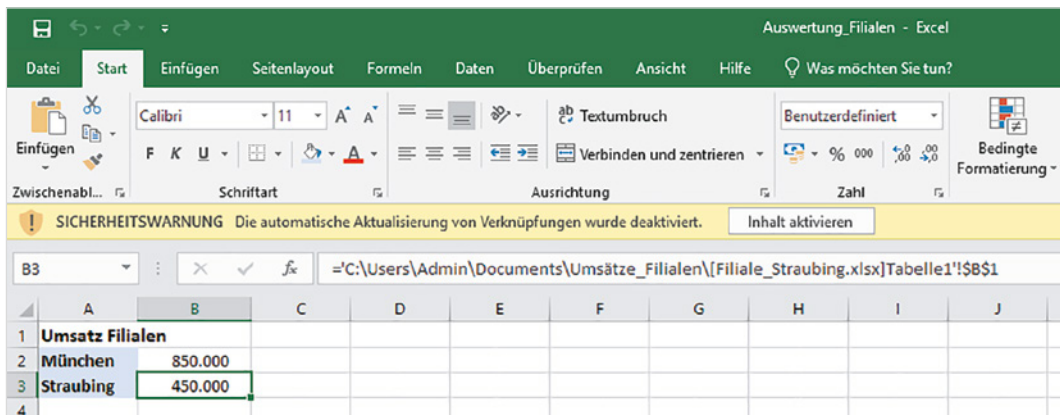 Auswertung_Filialen - Excel
Datei Start Einfügen Seitenlayout Formeln Daten Überprüfen Ansicht Hilfe Was möchten Sie tun?
Calibri 11 A A ab Textumbruch Benutzerdefiniert
Einfügen F K U A Verbinden und zentrieren % 000 Bedingte
Formatierung
Zwischenabl... Schriftart Ausrichtung Zahl
SICHERHEITSWARNUNG Die automatische Aktualisierung von Verknüpfungen wurde deaktiviert. Inhalt aktivieren
B3 fx ='C:\Users\Admin\Documents\Umsätze_Filialen\[Filiale_Straubing.xlsx]Tabelle1'!$B$1
A B C D E F G H I J
1 Umsatz Filialen
2 München 850.000
3 Straubing 450.000
4